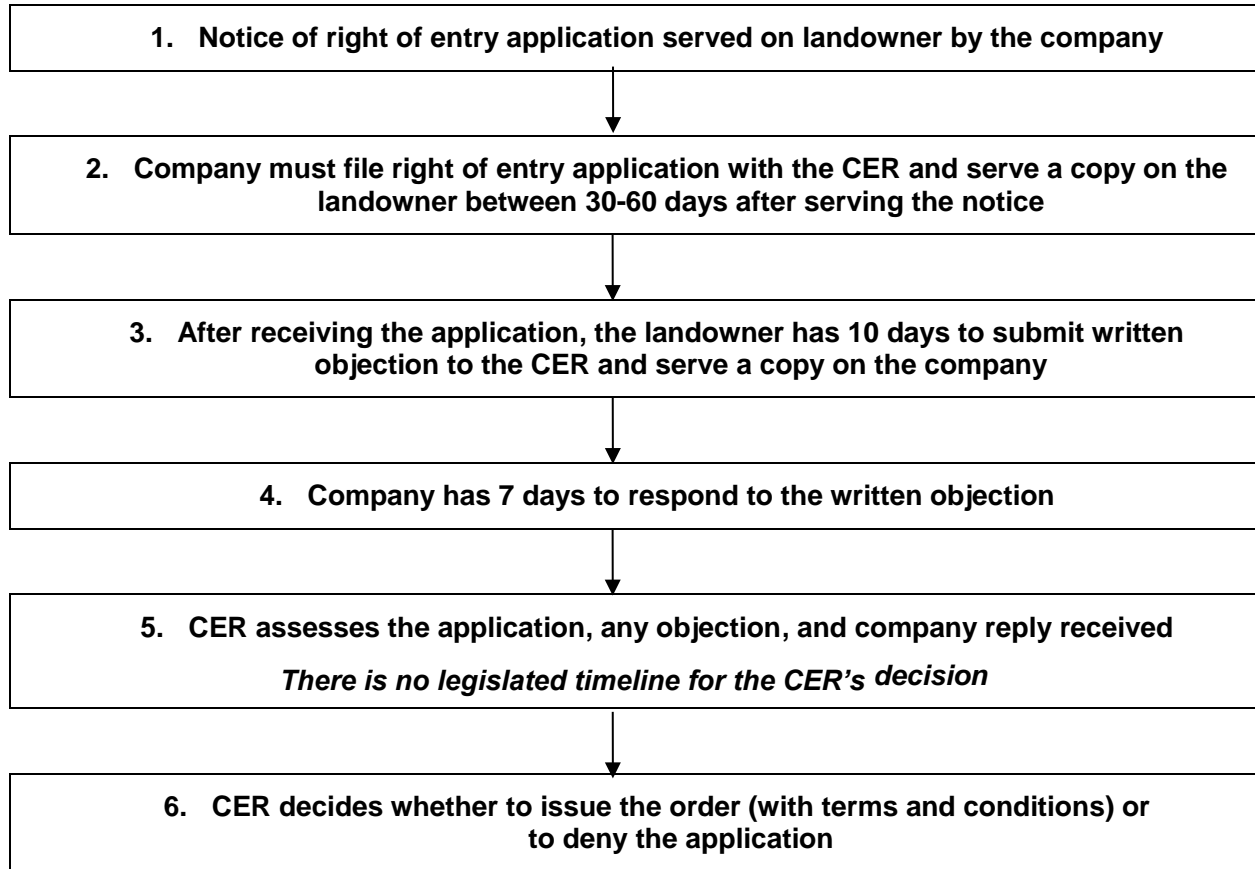 1. Notice of right of entry application served on landowner by the company
2. Company must file right of entry application with the CER and serve a copy on the
landowner between 30-60 days after serving the notice
3. After receiving the application, the landowner has 10 days to submit written
objection to the CER and serve a copy on the company
4. Company has 7 days to respond to the written objection
5. CER assesses the application, any objection, and company reply received
There is no legislated timeline for the CER’s decision
6. CER decides whether to issue the order (with terms and conditions) or
to deny the application